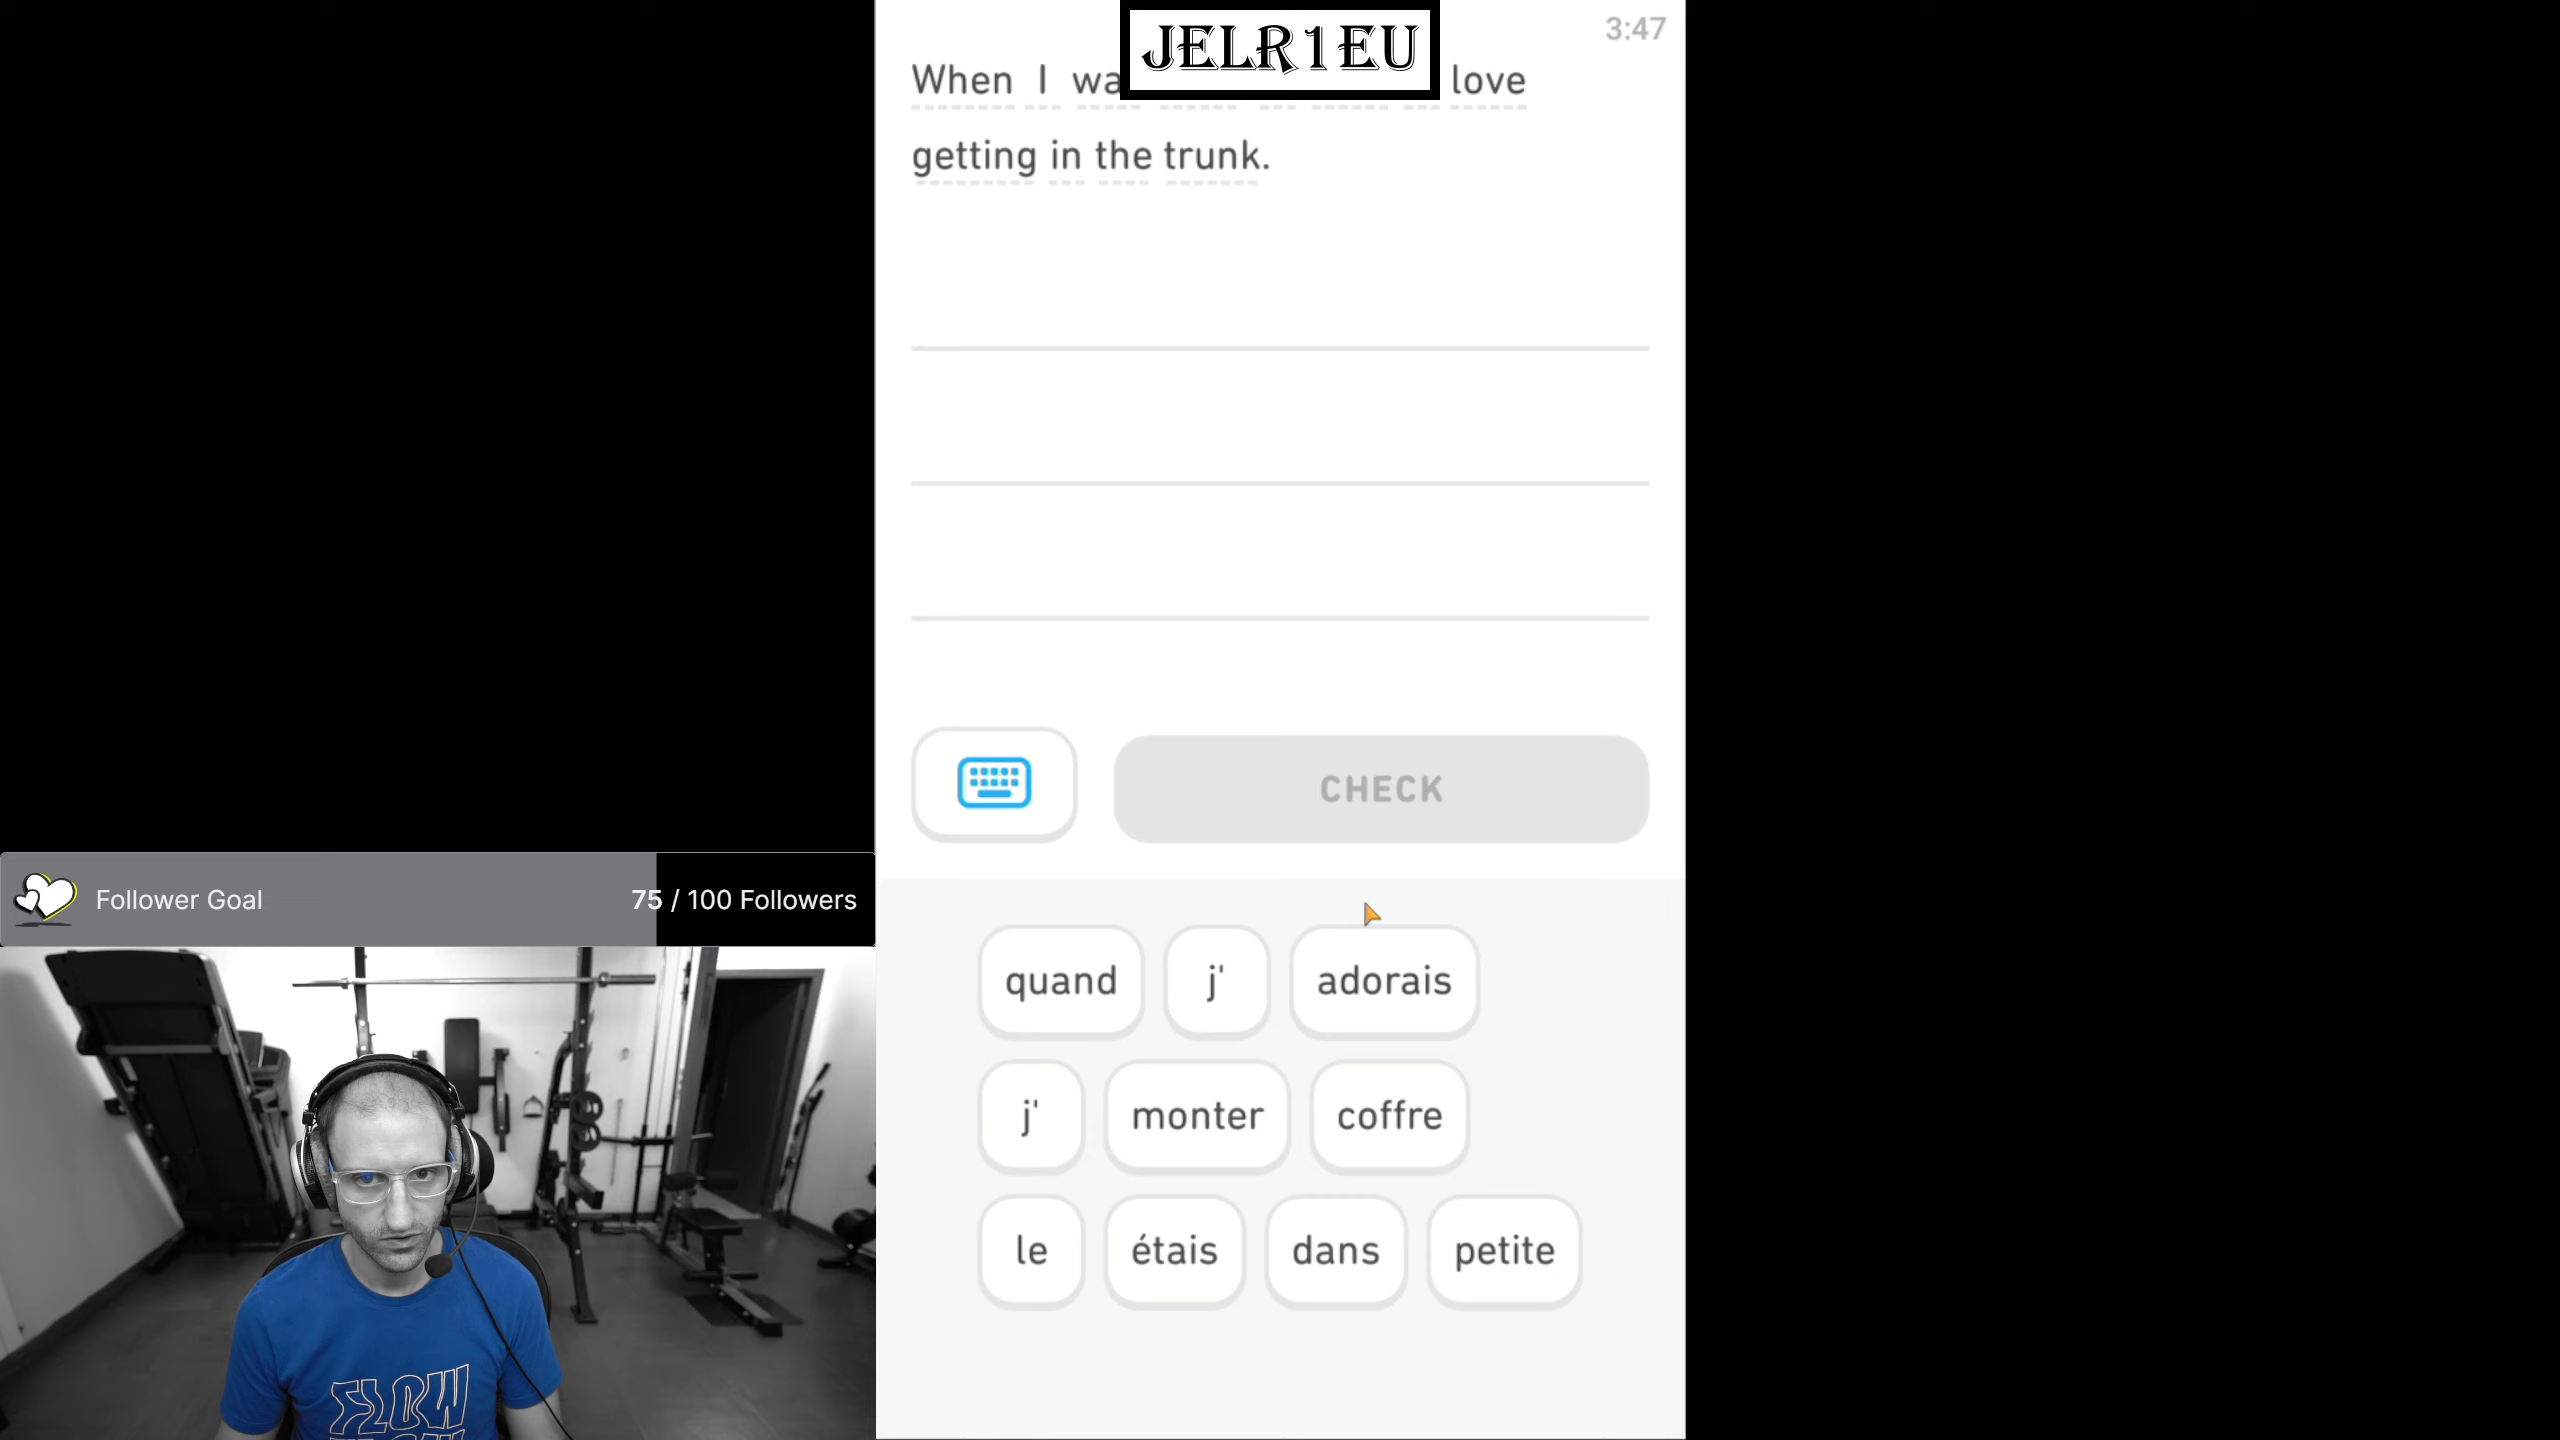 JELR1EU
3:47
When I wa love
getting in the trunk.
CHECK
Follower Goal 75 / 100 Followers
quand j' adorais
j' monter coffre
le étais dans petite
FLOW